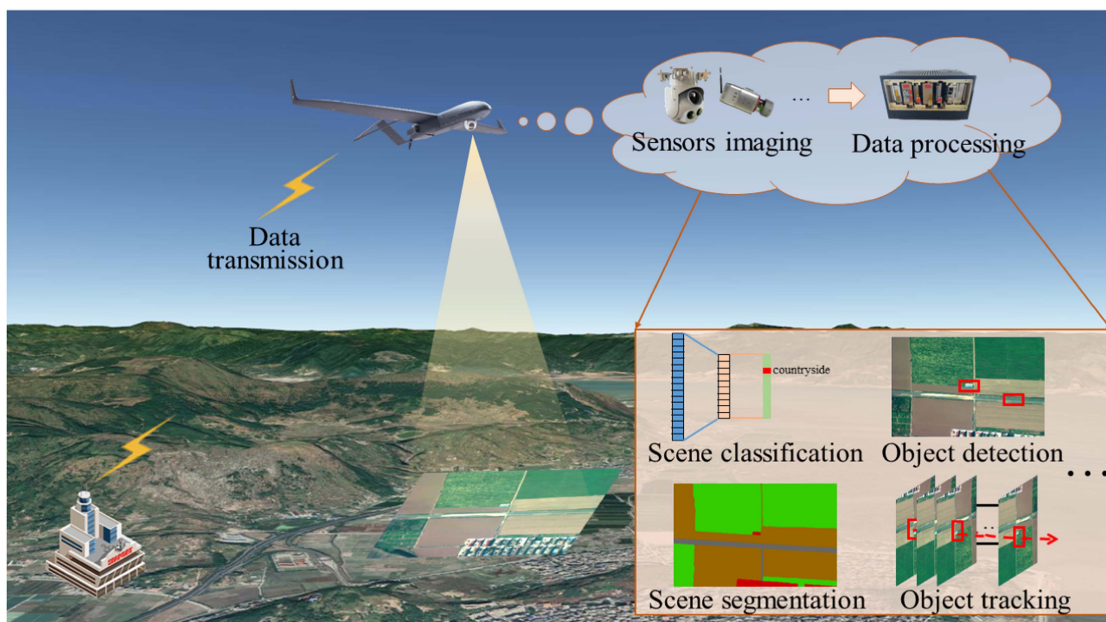 Sensors imaging
...
Data processing
Data
transmission
countryside
Scene classification
Object detection
...
Scene segmentation
Object tracking